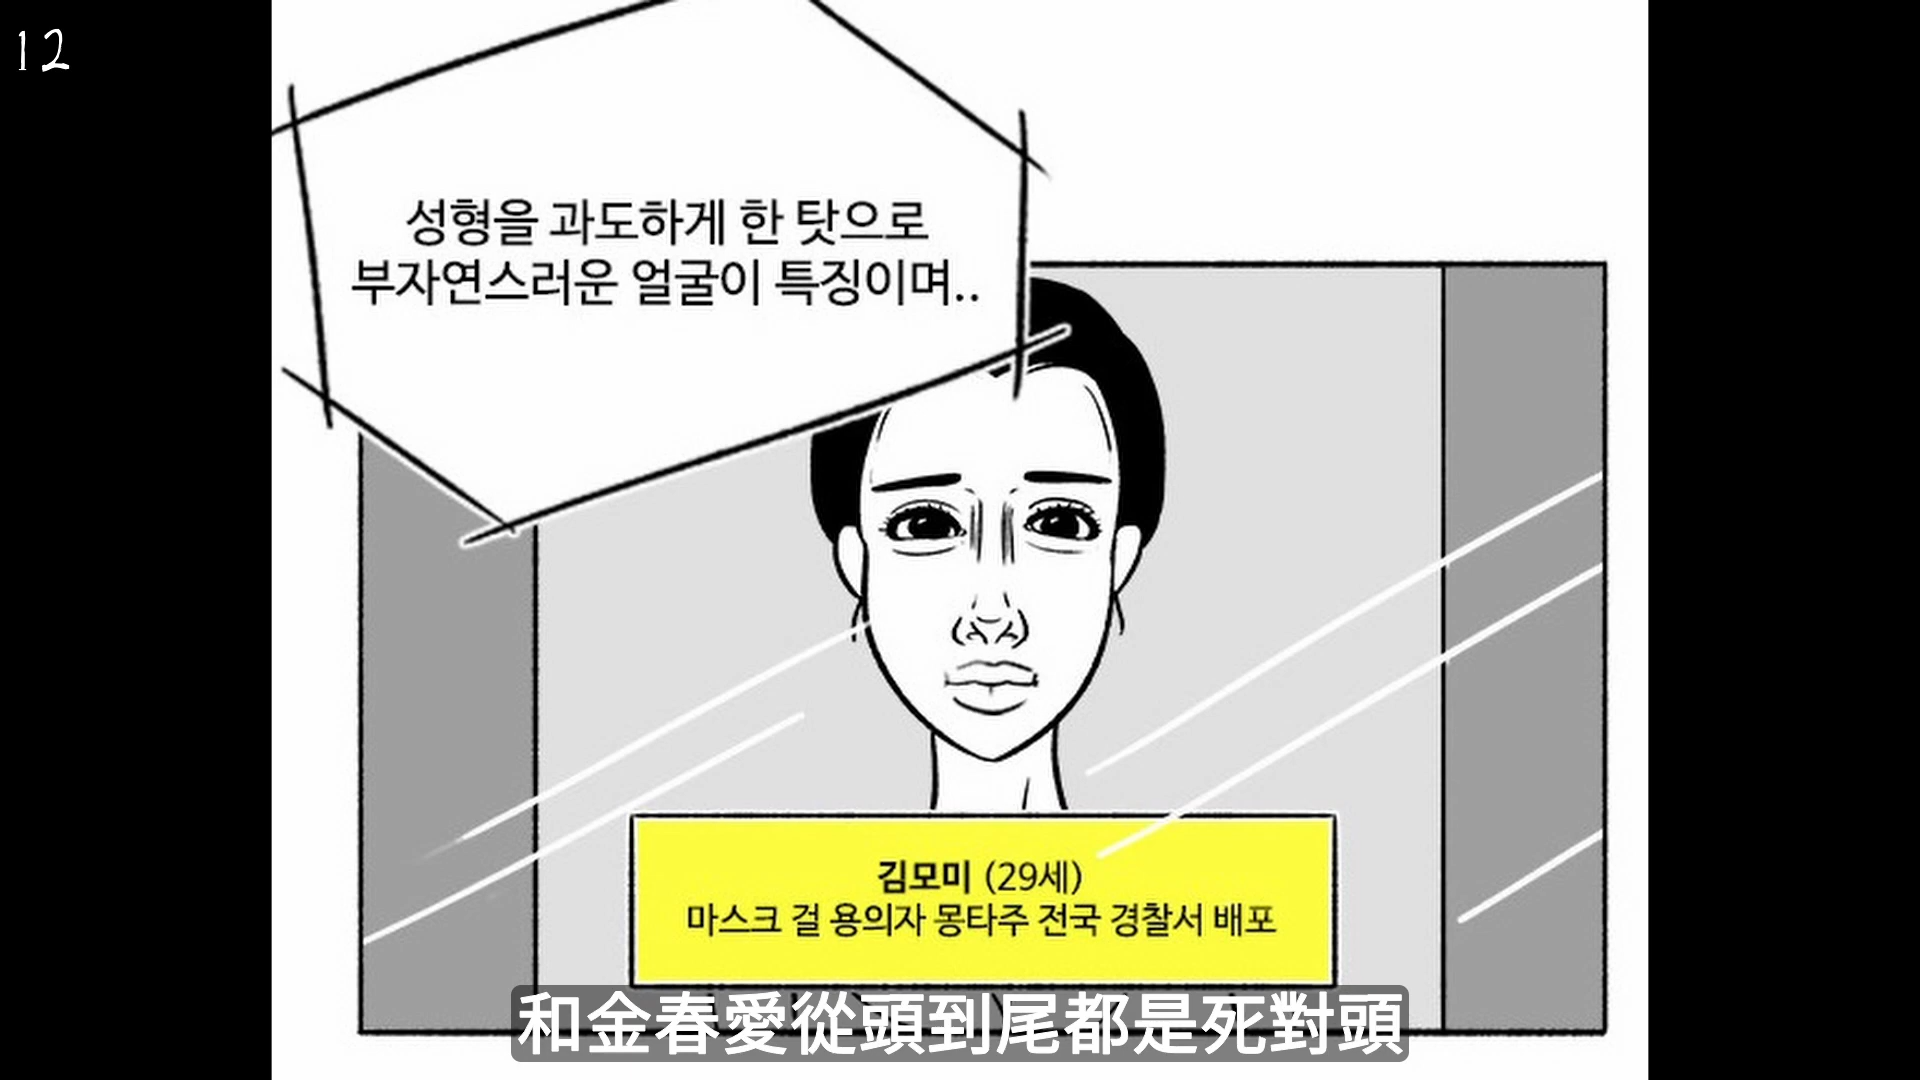 12
성형을 과도하게 한 탓으로
부자연스러운 얼굴이 특징이며..
김모미 (29세)
마스크 걸 용의자 몽타주 전국 경찰서 배포
和金春愛從頭到尾都是死對頭